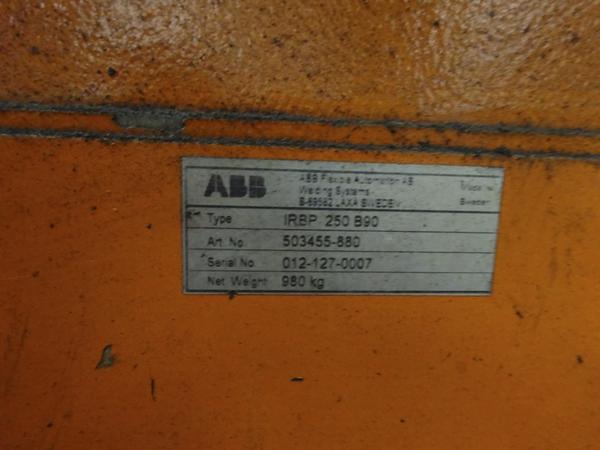 ABB
ABB Flexible Automation AB
Welding Systems
S-69582 LAXA SWEDEN
Made in
Sweden
Type IRBP 250 B90
Art. No. 503455-880
Serial No. 012-127-0007
Net Weight 980 kg